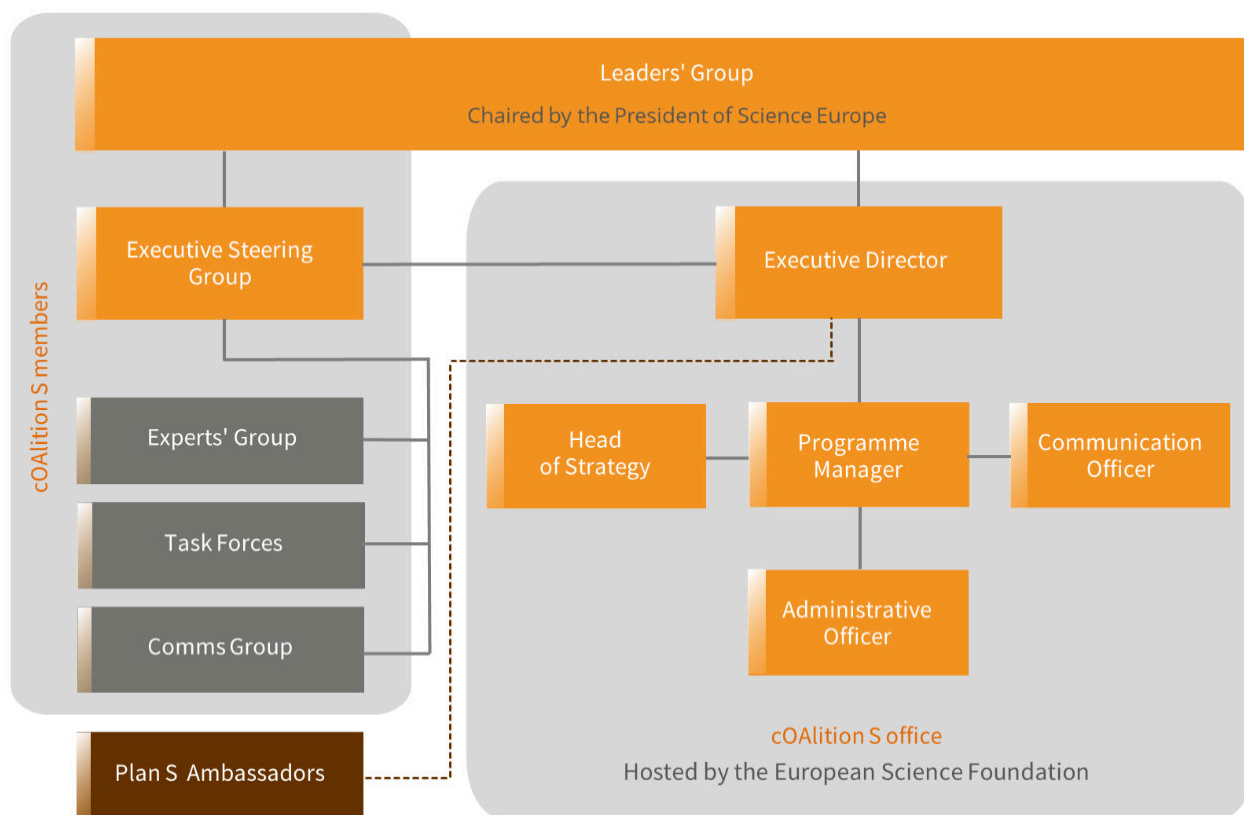 Leaders' Group
Chaired by the President of Science Europe
cOAlition S members
Executive Steering
Group
Executive Director
Experts' Group
Task Forces
Comms Group
Plan S Ambassadors
Head
of Strategy
Programme
Manager
Communication
Officer
Administrative
Officer
cOAlition S office
Hosted by the European Science Foundation